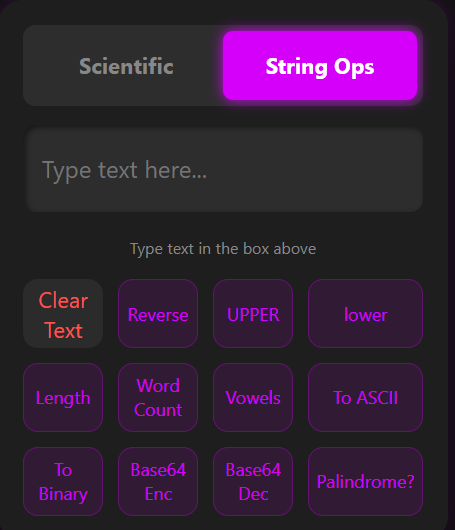 Scientific String Ops
Type text here...
Type text in the box above
Clear Text Reverse UPPER lower
Length Word Count Vowels To ASCII
To Binary Base64 Enc Base64 Dec Palindrome?